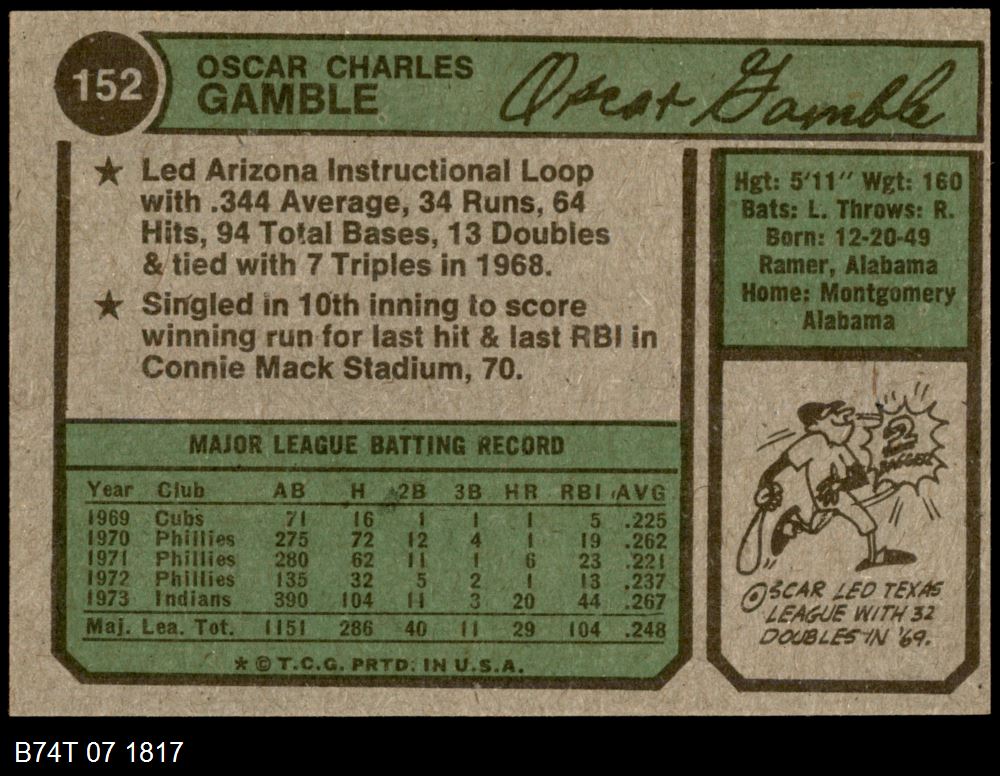 152
OSCAR CHARLES
GAMBLE
Oscar Gamble
★ Led Arizona Instructional Loop
with .344 Average, 34 Runs, 64
Hits, 94 Total Bases, 13 Doubles
& tied with 7 Triples in 1968.
★ Singled in 10th inning to score
winning run for last hit & last RBI in
Connie Mack Stadium, 70.
Hgt: 5'11" Wgt: 160
Bats: L. Throws: R.
Born: 12-20-49
Ramer, Alabama
Home: Montgomery
Alabama
MAJOR LEAGUE BATTING RECORD
Year Club AB H 2B 3B HR RBI AVG
1969 Cubs 71 16 1 1 1 5 .225
1970 Phillies 275 72 12 4 1 19 .262
1971 Phillies 280 62 11 1 6 23 .221
1972 Phillies 135 32 5 2 1 13 .237
1973 Indians 390 104 11 3 20 44 .267
Maj. Lea. Tot. 1151 286 40 11 29 104 .248
★ © T.C.G. PRTD. IN U.S.A.
2
BAGGER
OSCAR LED TEXAS
LEAGUE WITH 32
DOUBLES IN '69.
B74T 07 1817